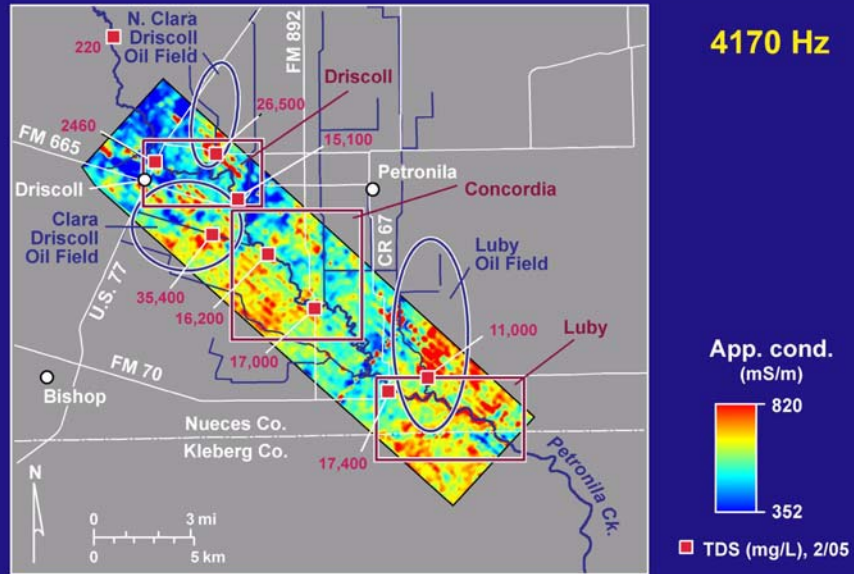 4170 Hz
N. Clara
Driscoll
Oil Field
FM 892
220
Driscoll
26,500
2460
15,100
FM 665
Petronila
Driscoll
Concordia
Clara
Driscoll
Oil Field
CR 67
Luby
Oil Field
U.S. 77
35,400
16,200
17,000
11,000
Luby
FM 70
Bishop
Nueces Co.
Kleberg Co.
17,400
Petronila Ck.
N
0 3 mi
0 5 km
App. cond.
(mS/m)
820
352
TDS (mg/L), 2/05